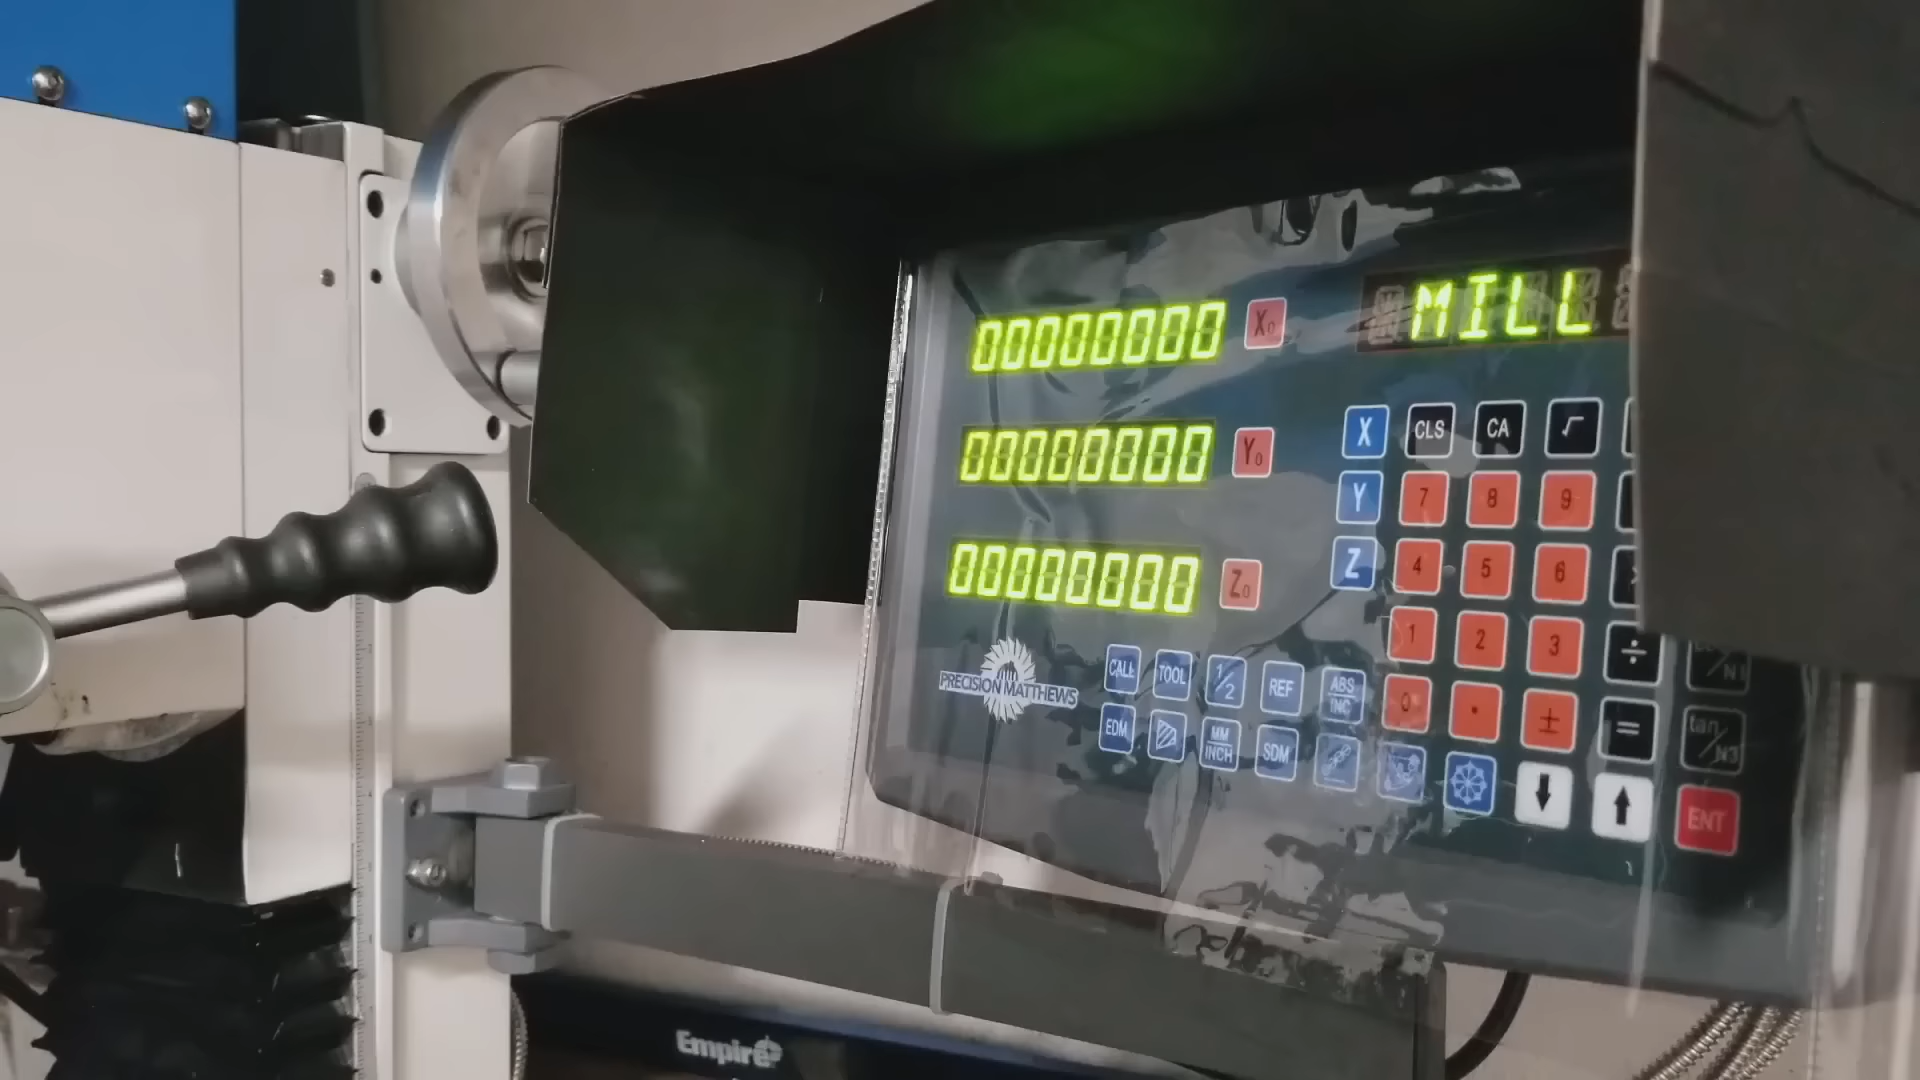 00000000 X₀ MILL
00000000 Y₀
00000000 Z₀
X CLS CA √
Y 7 8 9
Z 4 5 6
1 2 3 ÷
0 • ± =
PRECISION MATTHEWS
CALL TOOL 1/2 REF ABS/INC
EDM MM/INCH SDM
tan
ENT
Empire